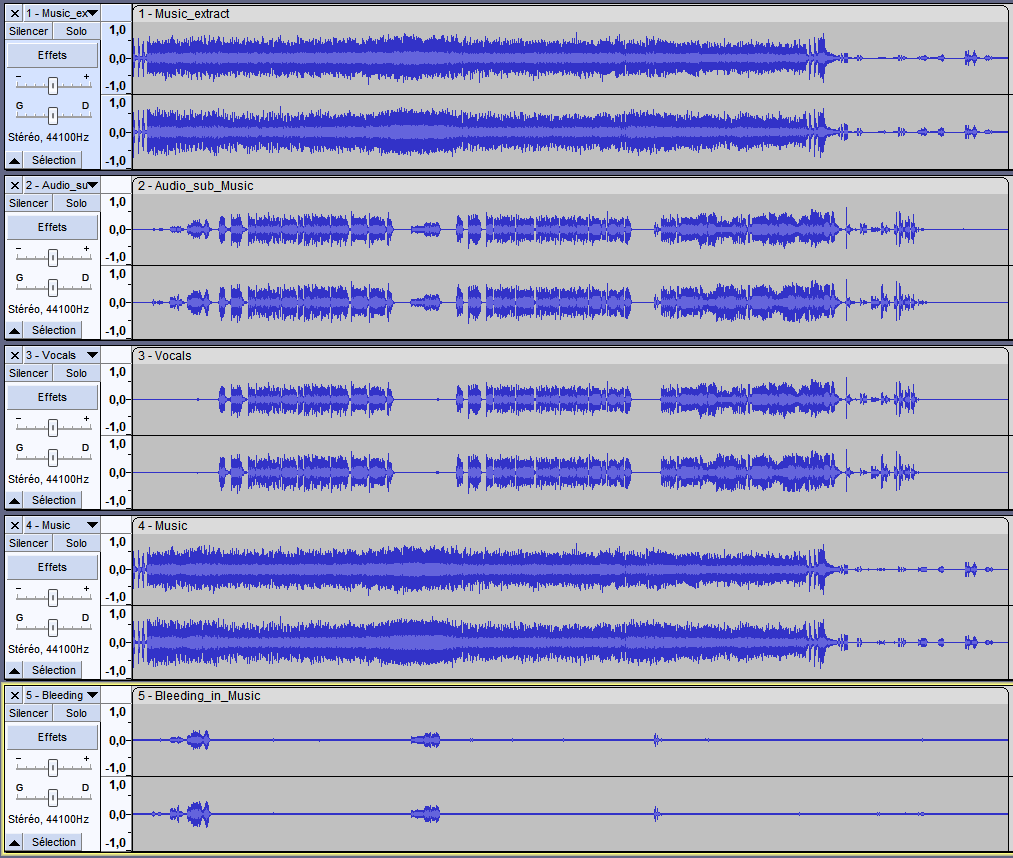 1 - Music_ex
1 - Music_extract
Silencer Solo
1,0
Effets
0,0-
- +
-1,0
G D
1,0
Stéréo, 44100Hz
0,0-
Sélection
-1,0
2 - Audio_su
2 - Audio_sub_Music
Silencer Solo
1,0
Effets
0,0-
- +
-1,0
G D
1,0
Stéréo, 44100Hz
0,0-
Sélection
-1,0
3 - Vocals
3 - Vocals
Silencer Solo
1,0
Effets
0,0-
- +
-1,0
G D
1,0
Stéréo, 44100Hz
0,0-
Sélection
-1,0
4 - Music
4 - Music
Silencer Solo
1,0
Effets
0,0-
- +
-1,0
G D
1,0
Stéréo, 44100Hz
0,0-
Sélection
-1,0
5 - Bleeding
5 - Bleeding_in_Music
Silencer Solo
1,0
Effets
0,0-
- +
-1,0
G D
1,0
Stéréo, 44100Hz
0,0-
Sélection
-1,0